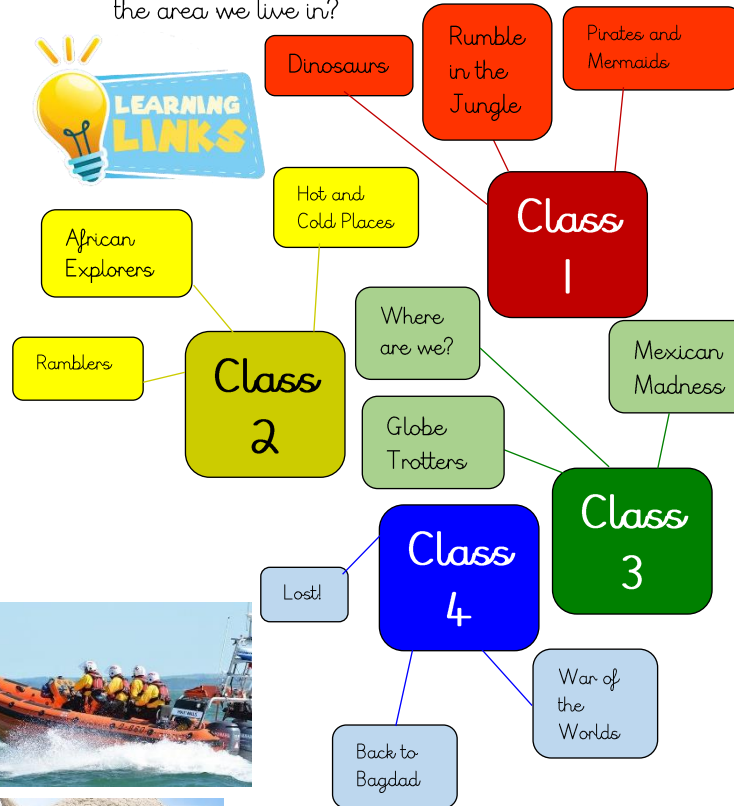 the area we live in?
LEARNING
LINKS
Dinosaurs
Rumble
in the
Jungle
Pirates and
Mermaids
Class
1
Hot and
Cold Places
African
Explorers
Ramblers
Class
2
Where
are we?
Mexican
Madness
Globe
Trotters
Class
3
Class
4
Lost!
War of
the
Worlds
Back to
Bagdad